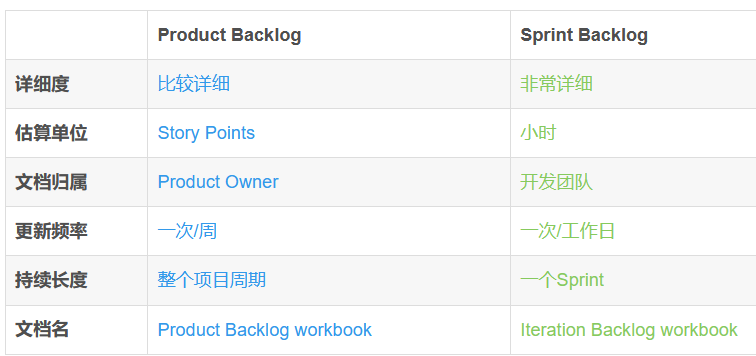 Product Backlog Sprint Backlog
详细度 比较详细 非常详细
估算单位 Story Points 小时
文档归属 Product Owner 开发团队
更新频率 一次/周 一次/工作日
持续长度 整个项目周期 一个Sprint
文档名 Product Backlog workbook Iteration Backlog workbook